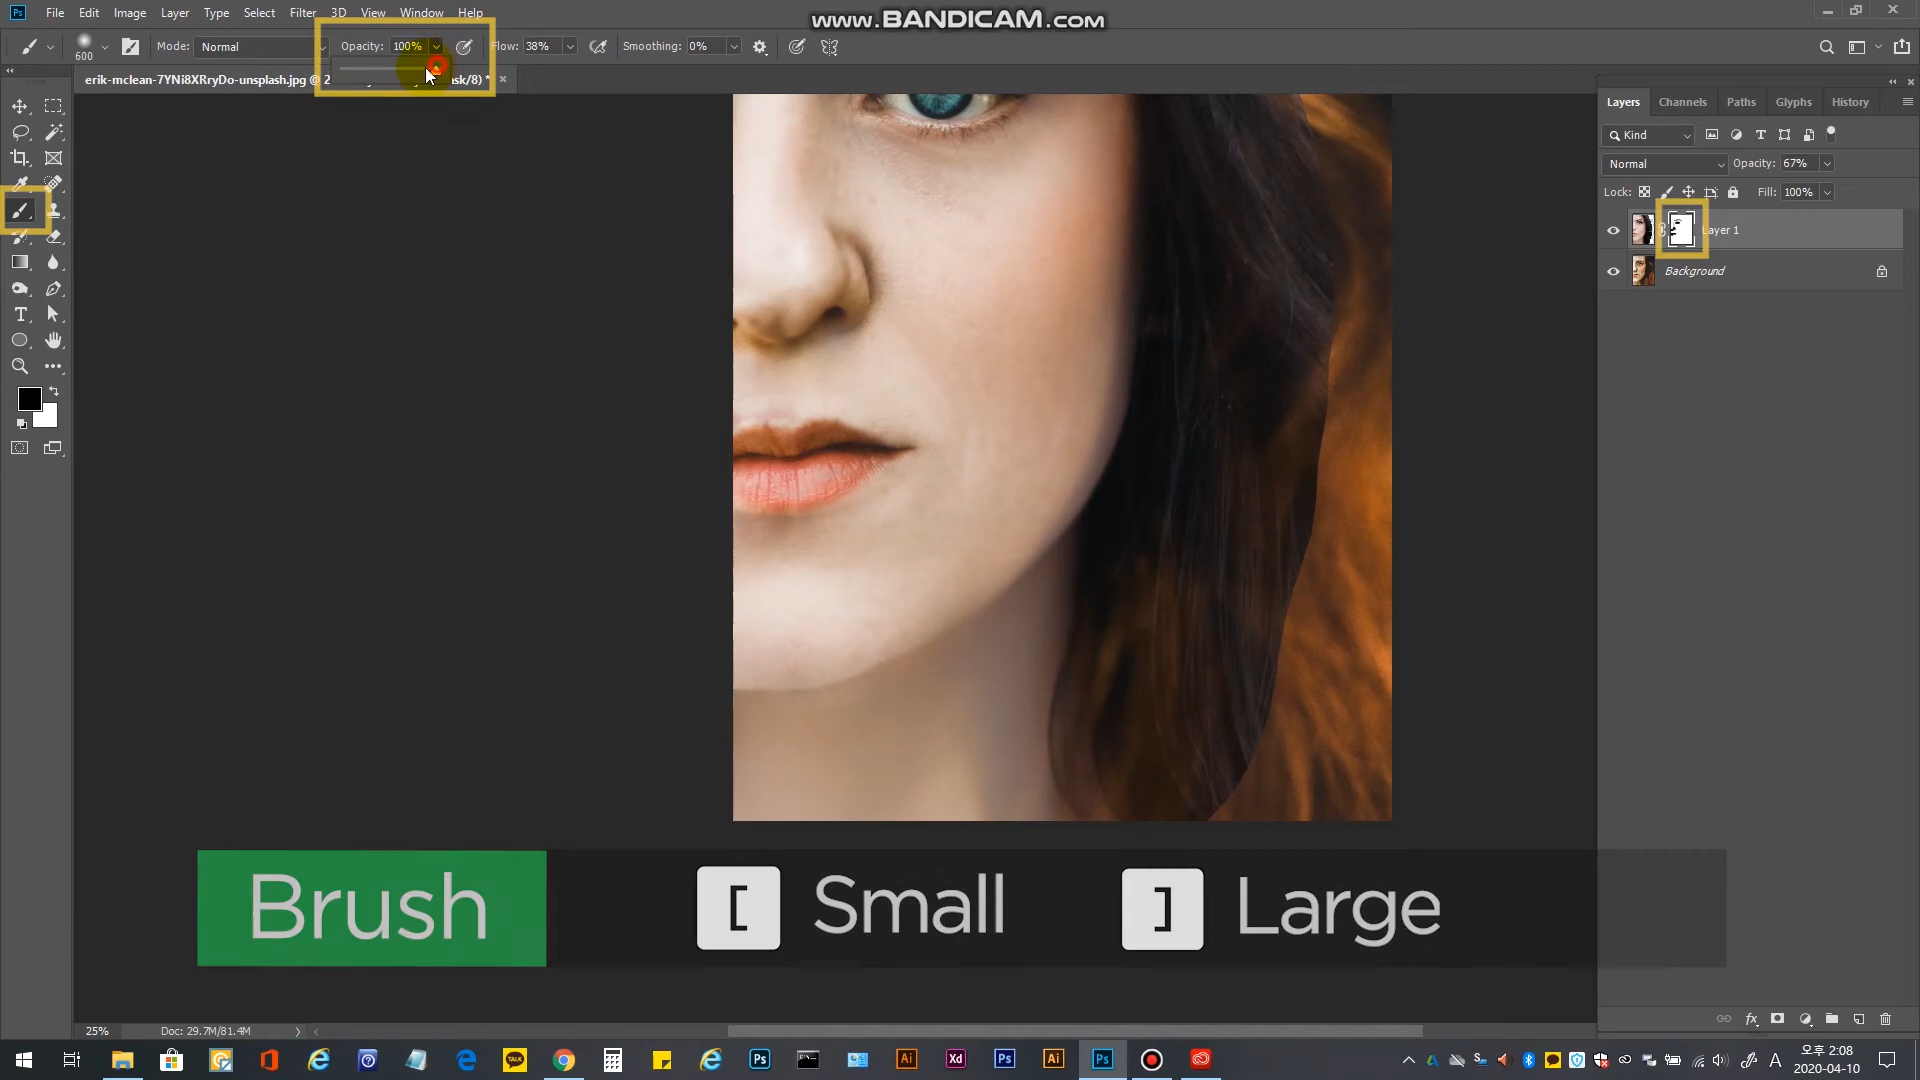 File Edit Image Layer Type Select Filter 3D View Window Help
www.BANDICAM.com
600 Mode: Normal Opacity: 100% Flow: 38% Smoothing: 0%
erik-mclean-7YNi8XRryDo-unsplash.jpg @ 2 sk/8) *
Layers Channels Paths Glyphs History
Kind
Normal Opacity: 67%
Lock: Fill: 100%
Layer 1
Background
Brush [ Small ] Large
25% Doc: 29.7M/81.4M
오후 2:08
2020-04-10